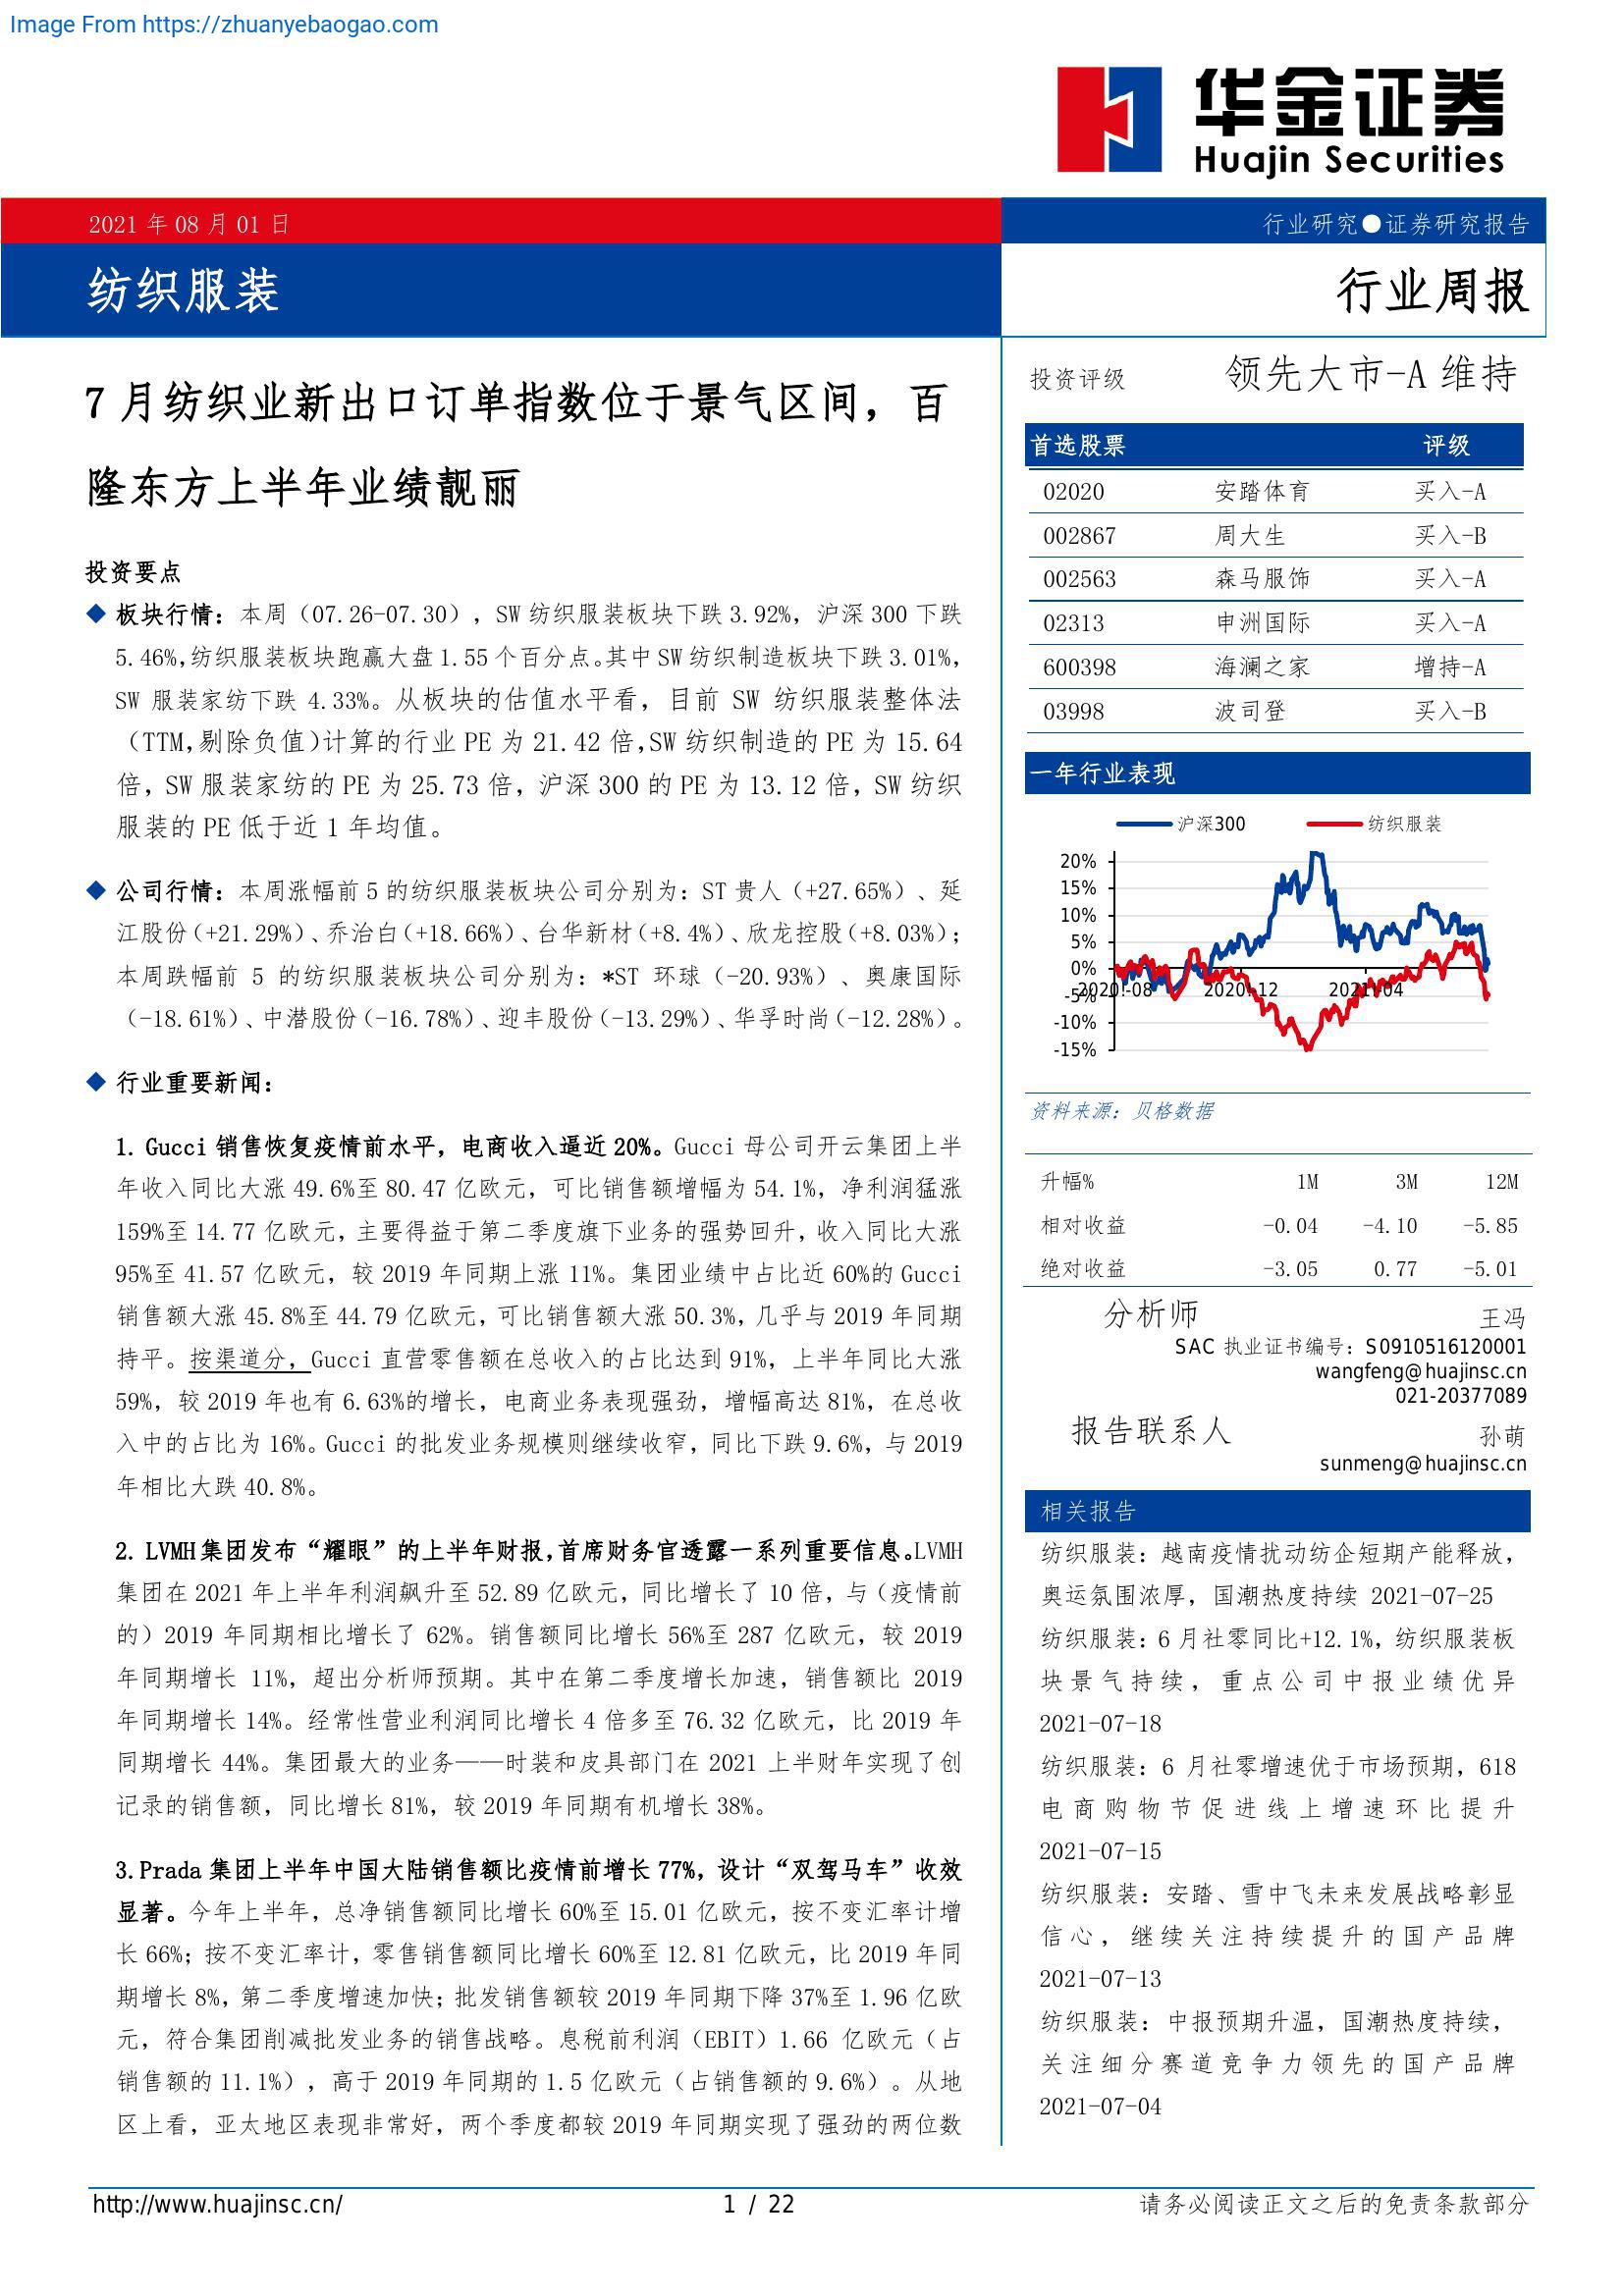 Image From https://zhuanyebaogao.com
华金证券
Huajin Securities
2021 年 08 月 01 日
行业研究●证券研究报告
纺织服装
行业周报
7 月纺织业新出口订单指数位于景气区间，百
隆东方上半年业绩靓丽
投资要点
◆ 板块行情：本周（07.26-07.30），SW 纺织服装板块下跌 3.92%，沪深 300 下跌
5.46%,纺织服装板块跑赢大盘 1.55 个百分点。其中 SW 纺织制造板块下跌 3.01%,
SW 服装家纺下跌 4.33%。从板块的估值水平看，目前 SW 纺织服装整体法
（TTM,剔除负值）计算的行业 PE 为 21.42 倍,SW 纺织制造的 PE 为 15.64
倍，SW 服装家纺的 PE 为 25.73 倍，沪深 300 的 PE 为 13.12 倍，SW 纺织
服装的 PE 低于近 1 年均值。
◆ 公司行情：本周涨幅前 5 的纺织服装板块公司分别为：ST 贵人（+27.65%）、延
江股份（+21.29%）、乔治白（+18.66%）、台华新材（+8.4%）、欣龙控股（+8.03%）；
本周跌幅前 5 的纺织服装板块公司分别为：*ST 环球（-20.93%）、奥康国际
（-18.61%）、中潜股份（-16.78%）、迎丰股份（-13.29%）、华孚时尚（-12.28%）。
◆ 行业重要新闻：
1. Gucci 销售恢复疫情前水平，电商收入逼近 20%。Gucci 母公司开云集团上半
年收入同比大涨 49.6%至 80.47 亿欧元，可比销售额增幅为 54.1%，净利润猛涨
159%至 14.77 亿欧元，主要得益于第二季度旗下业务的强势回升，收入同比大涨
95%至 41.57 亿欧元，较 2019 年同期上涨 11%。集团业绩中占比近 60%的 Gucci
销售额大涨 45.8%至 44.79 亿欧元，可比销售额大涨 50.3%，几乎与 2019 年同期
持平。按渠道分，Gucci 直营零售额在总收入的占比达到 91%，上半年同比大涨
59%，较 2019 年也有 6.63%的增长，电商业务表现强劲，增幅高达 81%，在总收
入中的占比为 16%。Gucci 的批发业务规模则继续收窄，同比下跌 9.6%，与 2019
年相比大跌 40.8%。
2. LVMH 集团发布“耀眼”的上半年财报，首席财务官透露一系列重要信息。LVMH
集团在 2021 年上半年利润飙升至 52.89 亿欧元，同比增长了 10 倍，与（疫情前
的）2019 年同期相比增长了 62%。销售额同比增长 56%至 287 亿欧元，较 2019
年同期增长 11%，超出分析师预期。其中在第二季度增长加速，销售额比 2019
年同期增长 14%。经常性营业利润同比增长 4 倍多至 76.32 亿欧元，比 2019 年
同期增长 44%。集团最大的业务——时装和皮具部门在 2021 上半财年实现了创
记录的销售额，同比增长 81%，较 2019 年同期有机增长 38%。
3.Prada 集团上半年中国大陆销售额比疫情前增长 77%，设计“双驾马车”收效
显著。今年上半年，总净销售额同比增长 60%至 15.01 亿欧元，按不变汇率计增
长 66%；按不变汇率计，零售销售额同比增长 60%至 12.81 亿欧元，比 2019 年同
期增长 8%，第二季度增速加快；批发销售额较 2019 年同期下降 37%至 1.96 亿欧
元，符合集团削减批发业务的销售战略。息税前利润（EBIT）1.66 亿欧元（占
销售额的 11.1%），高于 2019 年同期的 1.5 亿欧元（占销售额的 9.6%）。从地
区上看，亚太地区表现非常好，两个季度都较 2019 年同期实现了强劲的两位数
投资评级 领先大市-A 维持
首选股票 评级
02020 安踏体育 买入-A
002867 周大生 买入-B
002563 森马服饰 买入-A
02313 申洲国际 买入-A
600398 海澜之家 增持-A
03998 波司登 买入-B
一年行业表现
沪深300 纺织服装
20%
15%
10%
5%
0%
-5%
-10%
-15%
2020!-08 2020!-12 2021!-04
资料来源：贝格数据
升幅% 1M 3M 12M
相对收益 -0.04 -4.10 -5.85
绝对收益 -3.05 0.77 -5.01
分析师 王冯
SAC 执业证书编号：S0910516120001
wangfeng@huajinsc.cn
021-20377089
报告联系人 孙萌
sunmeng@huajinsc.cn
相关报告
纺织服装：越南疫情扰动纺企短期产能释放，
奥运氛围浓厚，国潮热度持续 2021-07-25
纺织服装：6 月社零同比+12.1%，纺织服装板
块景气持续，重点公司中报业绩优异
2021-07-18
纺织服装：6 月社零增速优于市场预期，618
电商购物节促进线上增速环比提升
2021-07-15
纺织服装：安踏、雪中飞未来发展战略彰显
信心，继续关注持续提升的国产品牌
2021-07-13
纺织服装：中报预期升温，国潮热度持续，
关注细分赛道竞争力领先的国产品牌
2021-07-04
http://www.huajinsc.cn/ 1 / 22 请务必阅读正文之后的免责条款部分